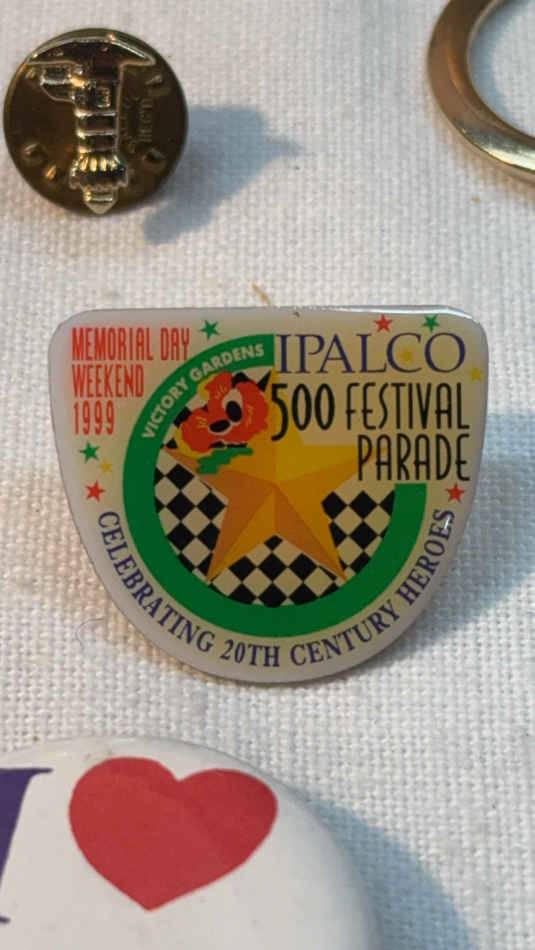 MEMORIAL DAY
WEEKEND
1999
VICTORY GARDENS
IPALCO
500 FESTIVAL
PARADE
CELEBRATING 20TH CENTURY HEROES
I